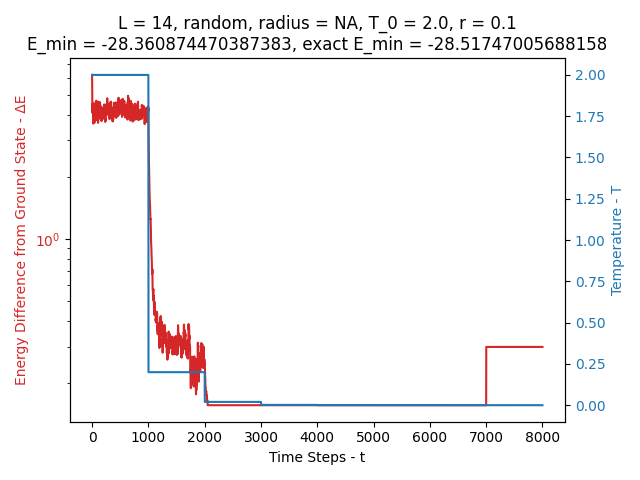 L = 14, random, radius = NA, T_0 = 2.0, r = 0.1
E_min = -28.360874470387383, exact E_min = -28.51747005688158
Energy Difference from Ground State - ΔE
10^0
2.00
1.75
1.50
1.25
1.00
0.75
0.50
0.25
0.00
Temperature - T
0 1000 2000 3000 4000 5000 6000 7000 8000
Time Steps - t